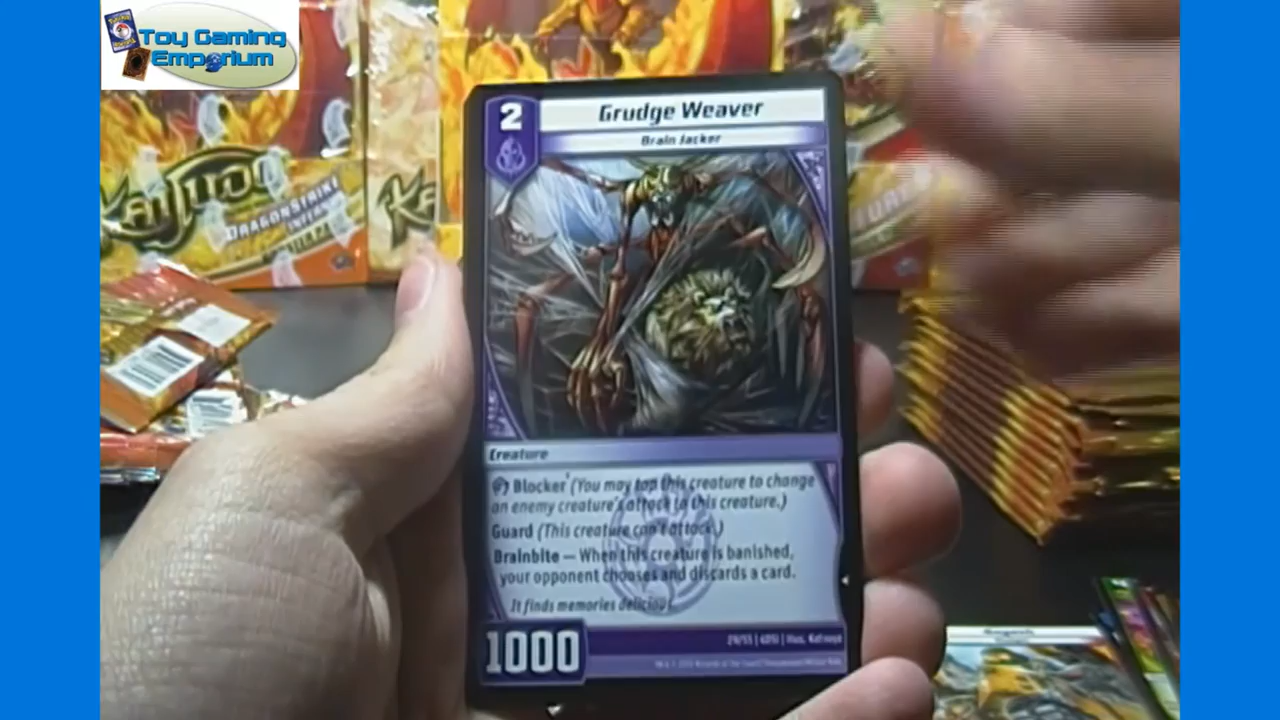 Toy Gaming
Emporium
KAIJUDO
DRAGONSTRIKE
2
Grudge Weaver
Brain Jacker
Creature
Blocker (You may tap this creature to change
an enemy creature's attack to this creature.)
Guard (This creature can't attack.)
Brainbite — When this creature is banished,
your opponent chooses and discards a card.
It finds memories delicious.
1000